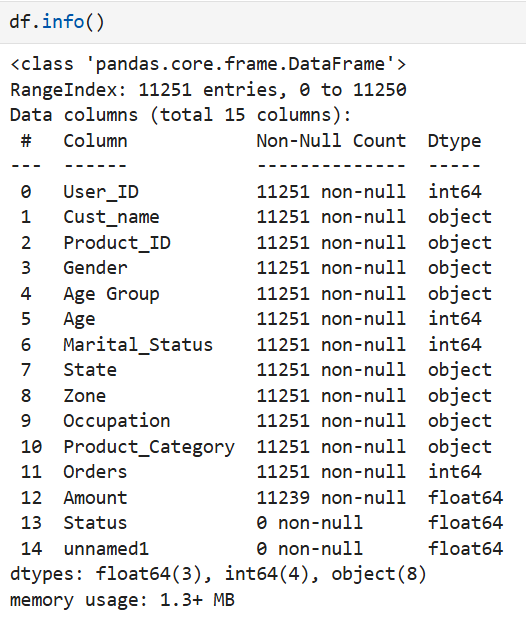 df.info()
<class 'pandas.core.frame.DataFrame'>
RangeIndex: 11251 entries, 0 to 11250
Data columns (total 15 columns):
 #   Column            Non-Null Count  Dtype
---  ------            --------------  -----
 0   User_ID           11251 non-null  int64
 1   Cust_name         11251 non-null  object
 2   Product_ID        11251 non-null  object
 3   Gender            11251 non-null  object
 4   Age Group         11251 non-null  object
 5   Age               11251 non-null  int64
 6   Marital_Status    11251 non-null  int64
 7   State             11251 non-null  object
 8   Zone              11251 non-null  object
 9   Occupation        11251 non-null  object
 10  Product_Category  11251 non-null  object
 11  Orders            11251 non-null  int64
 12  Amount            11239 non-null  float64
 13  Status            0 non-null      float64
 14  unnamed1          0 non-null      float64
dtypes: float64(3), int64(4), object(8)
memory usage: 1.3+ MB